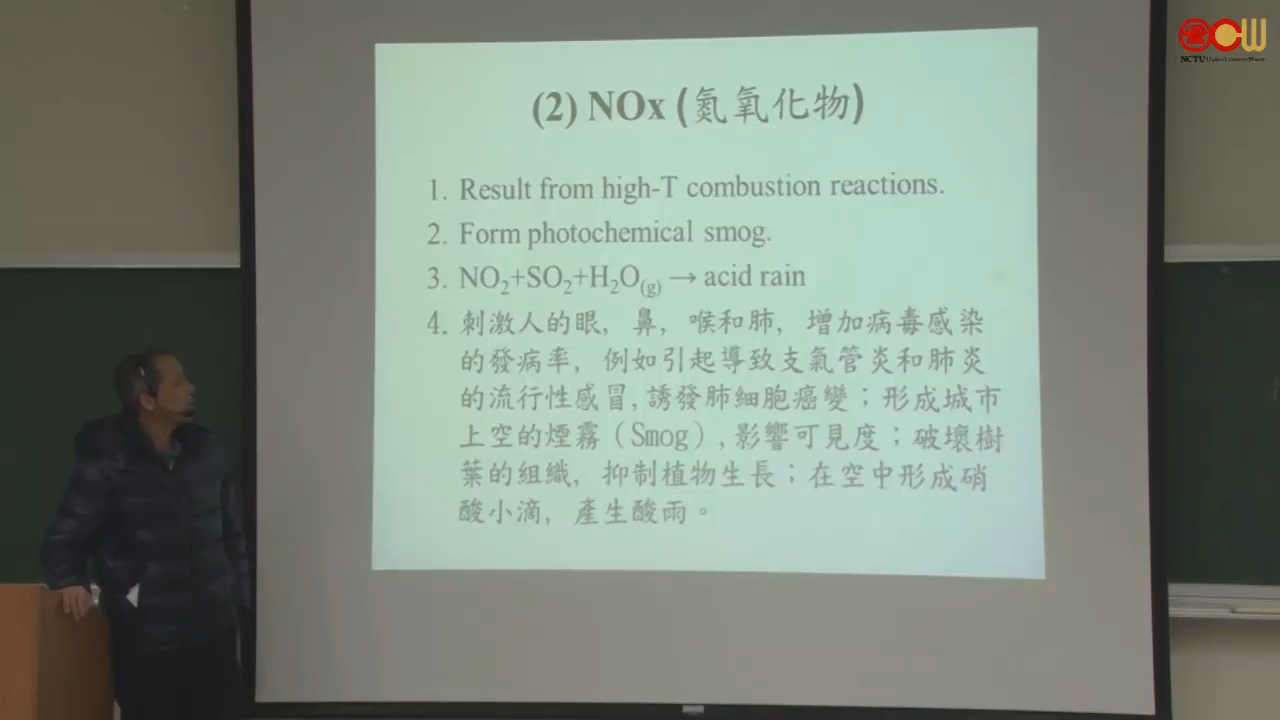 OCW
NCTU OpenCourseWare
(2) NOx (氮氧化物)
1. Result from high-T combustion reactions.
2. Form photochemical smog.
3. NO₂+SO₂+H₂O₍g₎ → acid rain
4. 刺激人的眼, 鼻, 喉和肺, 增加病毒感染
的發病率, 例如引起導致支氣管炎和肺炎
的流行性感冒, 誘發肺細胞癌變；形成城市
上空的煙霧（Smog）, 影響可見度；破壞樹
葉的組織, 抑制植物生長；在空中形成硝
酸小滴, 產生酸雨。